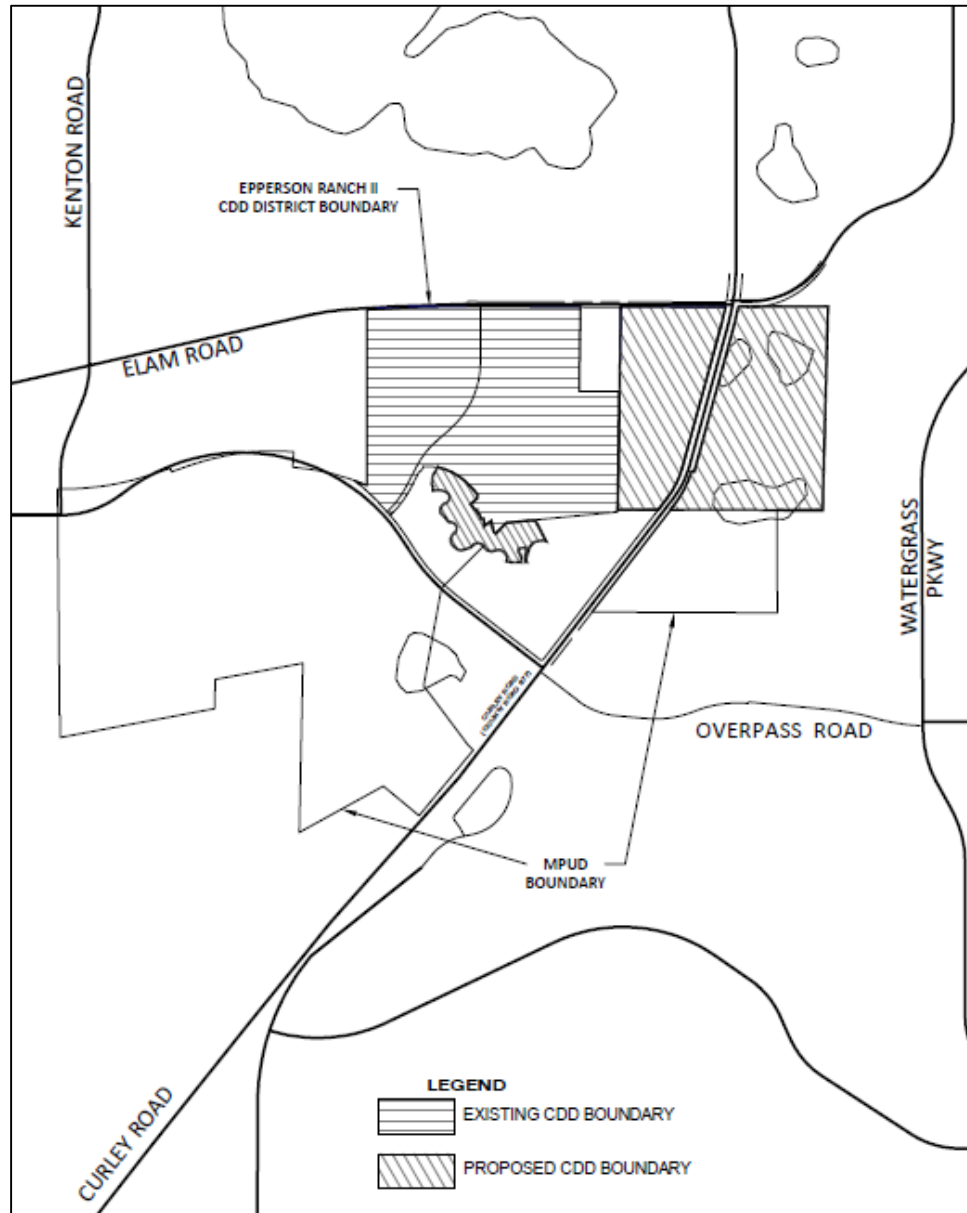 KENTON ROAD
EPPERSON RANCH II
CDD DISTRICT BOUNDARY
ELAM ROAD
WATERGRASS
PKWY
OVERPASS ROAD
MPUD
BOUNDARY
CURLEY ROAD
LEGEND
EXISTING CDD BOUNDARY
PROPOSED CDD BOUNDARY